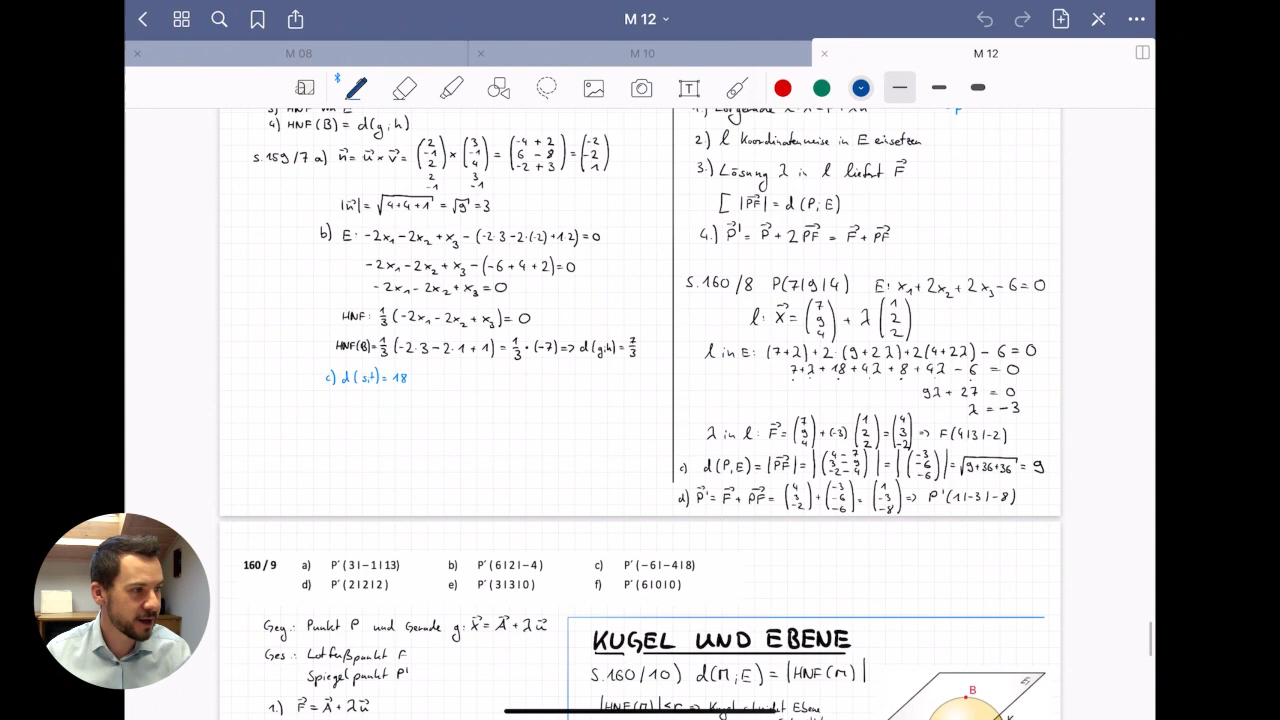 M 12
M 08
M 10
M 12
4) HNF(B) = d(g;h)
S.159/7 a) n⃗ = u⃗ × v⃗ = (2 -1 2) × (3 -1 4) = (-4 + 2, 6 - 8, -2 + 3) = (-2 -2 1)
2 3
-1 -1
|n⃗| = √4+4+1 = √9 = 3
b) E: -2x₁ - 2x₂ + x₃ - (-2·3 - 2·(-2) + 1·2) = 0
-2x₁ - 2x₂ + x₃ - (-6 + 4 + 2) = 0
-2x₁ - 2x₂ + x₃ = 0
HNF: 1/3 (-2x₁ - 2x₂ + x₃) = 0
HNF(B) = 1/3 (-2·3 - 2·1 + 1) = 1/3 · (-7) => d(g;h) = 7/3
c) d(s,t) = 18
2) l Koordinatenweise in E einsetzen
3.) Lösung λ in l liefert F⃗
[ |PF⃗| = d(P; E)
4.) P⃗' = P⃗ + 2 PF⃗ = F⃗ + PF⃗
S.160/8 P(7|9|4) E: x₁ + 2x₂ + 2x₃ - 6 = 0
l: X⃗ = (7 9 4) + λ (1 2 2)
l in E: (7+λ) + 2·(9+2λ) + 2(4+2λ) - 6 = 0
7 + λ + 18 + 4λ + 8 + 4λ - 6 = 0
9λ + 27 = 0
λ = -3
λ in l: F⃗ = (7 9 4) + (-3) (1 2 2) = (4 3 -2) => F(4|3|-2)
c) d(P,E) = |PF⃗| = |(4-7, 3-9, -2-4)| = |(-3 -6 -6)| = √9+36+36 = 9
d) P⃗' = F⃗ + PF⃗ = (4 3 -2) + (-3 -6 -6) = (1 -3 -8) => P'(1|-3|-8)
160 / 9 a) P´( 3 | – 1 | 13) b) P´( 6 | 2 | – 4 ) c) P´( – 6 | – 4 | 8)
d) P´( 2 | 2 | 2 ) e) P´( 3 | 3 | 0 ) f) P´( 6 | 0 | 0 )
Geg.: Punkt P und Gerade g: X⃗ = A⃗ + λu⃗
Ges.: Lotfußpunkt F
Spiegelpunkt P'
1.) F⃗ = A⃗ + λu⃗
KUGEL UND EBENE
S.160/10) d(M;E) = |HNF(M)|
|HNF(M)| ≤ r => Kugel schneidet Ebene
E
B
K